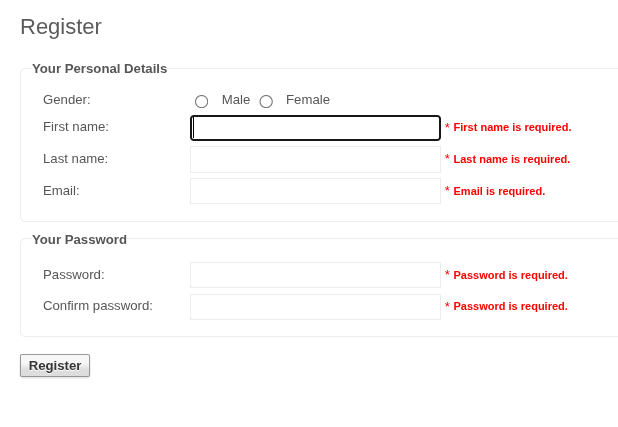 Register
Your Personal Details
Gender: Male Female
First name: * First name is required.
Last name: * Last name is required.
Email: * Email is required.
Your Password
Password: * Password is required.
Confirm password: * Password is required.
Register